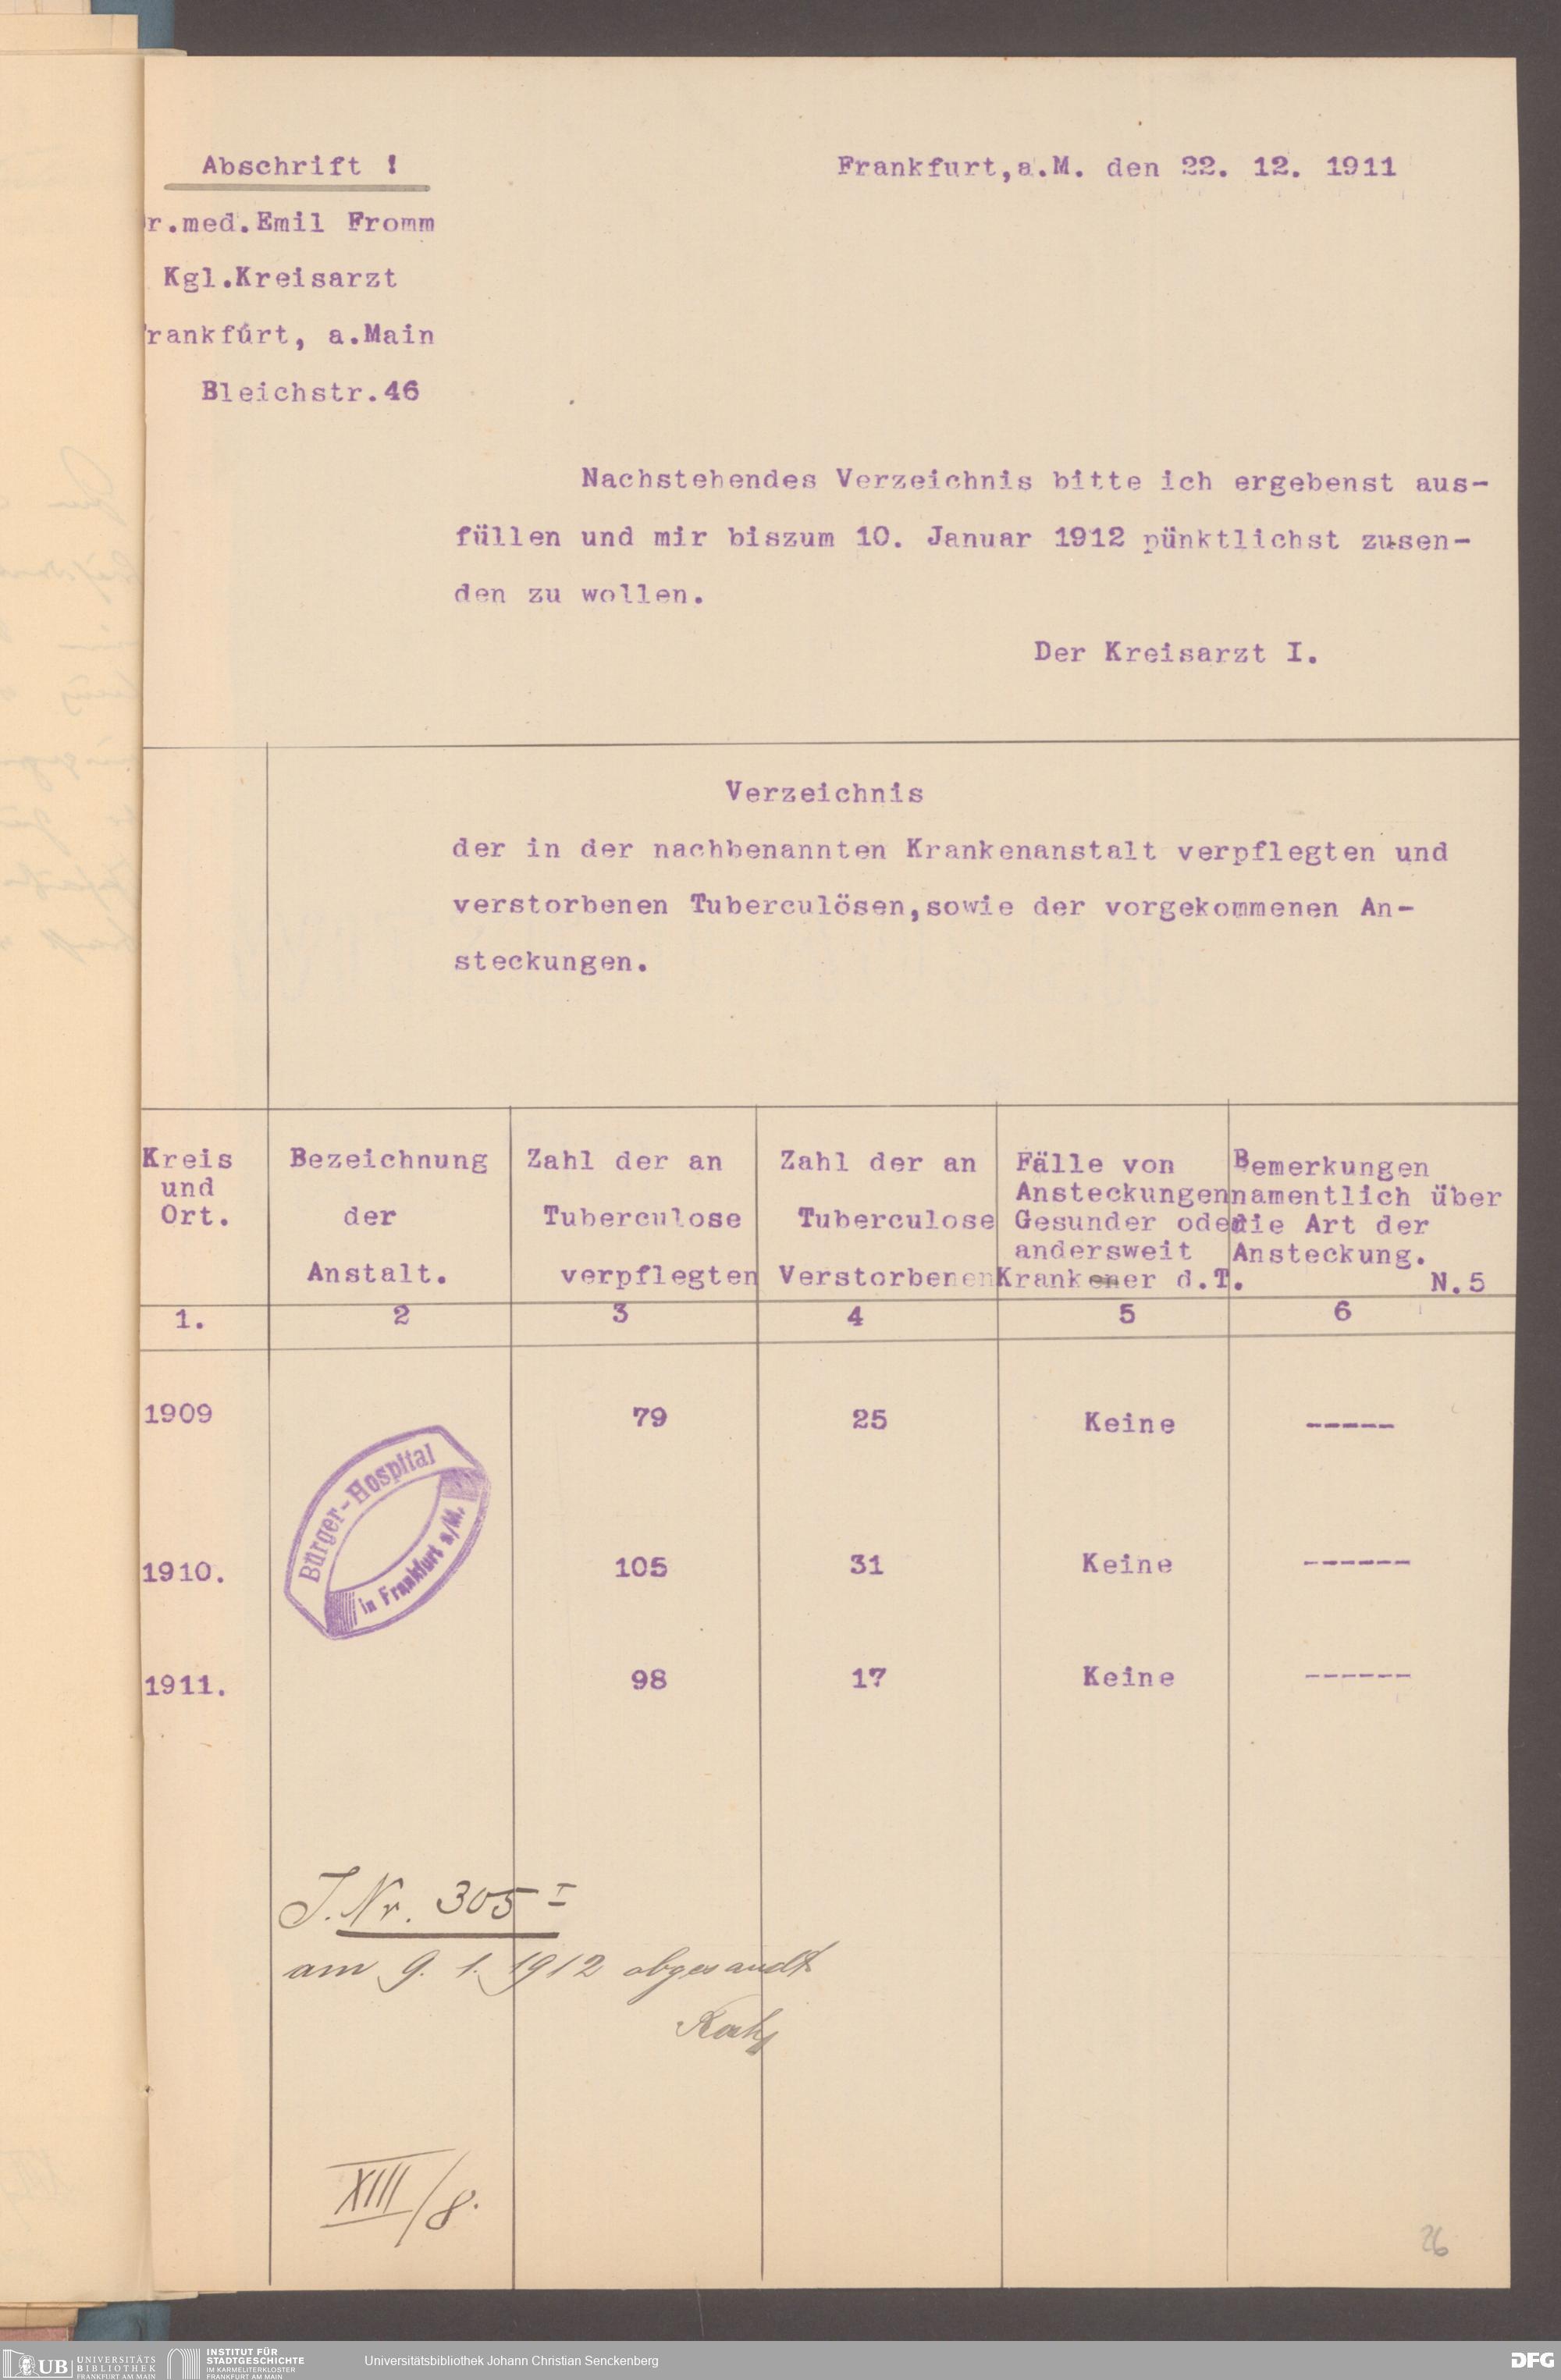 Abschrift !
Frankfurt,a.M. den 22. 12. 1911
r.med.Emil Fromm
Kgl.Kreisarzt
rankfurt, a.Main
Bleichstr.46
Nachstehendes Verzeichnis bitte ich ergebenst aus-
füllen und mir biszum 10. Januar 1912 pünktlichst zusen-
den zu wollen.
Der Kreisarzt I.
Verzeichnis
der in der nachbenannten Krankenanstalt verpflegten und
verstorbenen Tuberculösen,sowie der vorgekommenen An-
steckungen.
Kreis
und
Ort.
Bezeichnung
der
Anstalt.
Zahl der an
Tuberculose
verpflegten
Zahl der an
Tuberculose
Verstorbenen
Fälle von
Ansteckungen
Gesunder oder
andersweit
Krankener d.T.
Bemerkungen
namentlich über
die Art der
Ansteckung.
N.5
1. 2 3 4 5 6
1909 79 25 Keine -----
Bürger-Hospital
in Frankfurt a/M.
1910. 105 31 Keine ------
1911. 98 17 Keine ------
J. Nr. 305 I
am 9. 1. 1912 abgesandt
XIII/8.
26
UB UNIVERSITÄTS
BIBLIOTHEK
FRANKFURT AM MAIN
INSTITUT FÜR
STADTGESCHICHTE
IM KARMELITERKLOSTER
FRANKFURT AM MAIN
Universitätsbibliothek Johann Christian Senckenberg
DFG